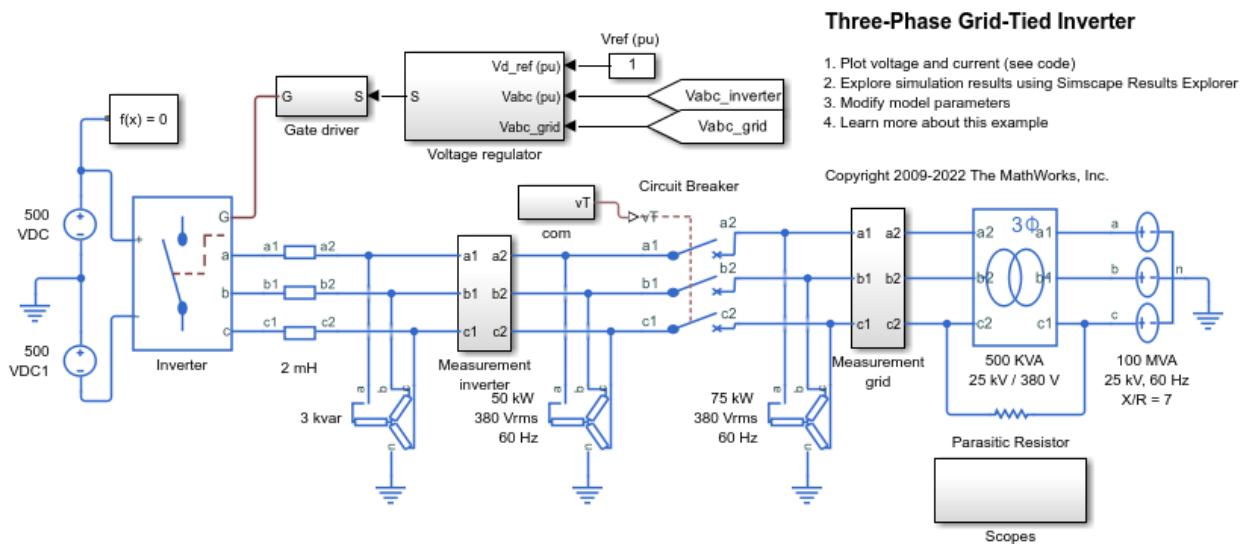 Three-Phase Grid-Tied Inverter
1. Plot voltage and current (see code)
2. Explore simulation results using Simscape Results Explorer
3. Modify model parameters
4. Learn more about this example
Copyright 2009-2022 The MathWorks, Inc.
Vref (pu)
1
Vd_ref (pu)
Vabc (pu)
Vabc_grid
S
Voltage regulator
Vabc_inverter
Vabc_grid
G
S
Gate driver
f(x) = 0
500
VDC
500
VDC1
+
-
G
a
b
c
Inverter
a1
a2
b1
b2
c1
c2
2 mH
a
b
c
n
3 kvar
a1
a2
b1
b2
c1
c2
Measurement
inverter
a
b
c
n
50 kW
380 Vrms
60 Hz
vT
com
Circuit Breaker
vT
a1
a2
b1
b2
c1
c2
a
b
c
n
75 kW
380 Vrms
60 Hz
a1
a2
b1
b2
c1
c2
Measurement
grid
3Φ
a2
a1
b2
b1
c2
c1
500 KVA
25 kV / 380 V
Parasitic Resistor
a
b
c
n
100 MVA
25 kV, 60 Hz
X/R = 7
Scopes